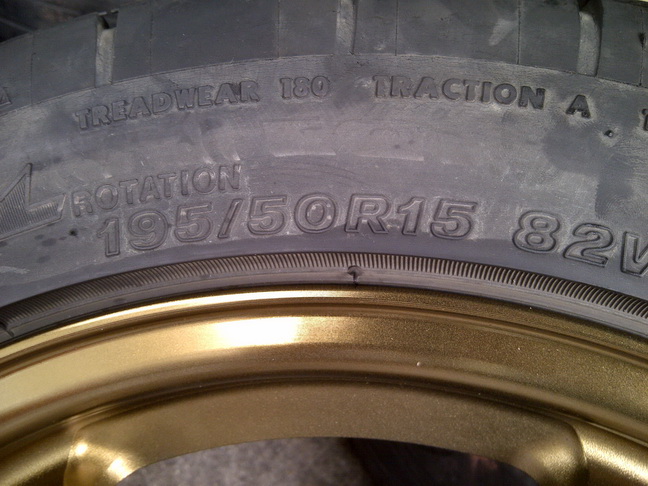 TREADWEAR 180 TRACTION A
ROTATION
195/50R15 82V